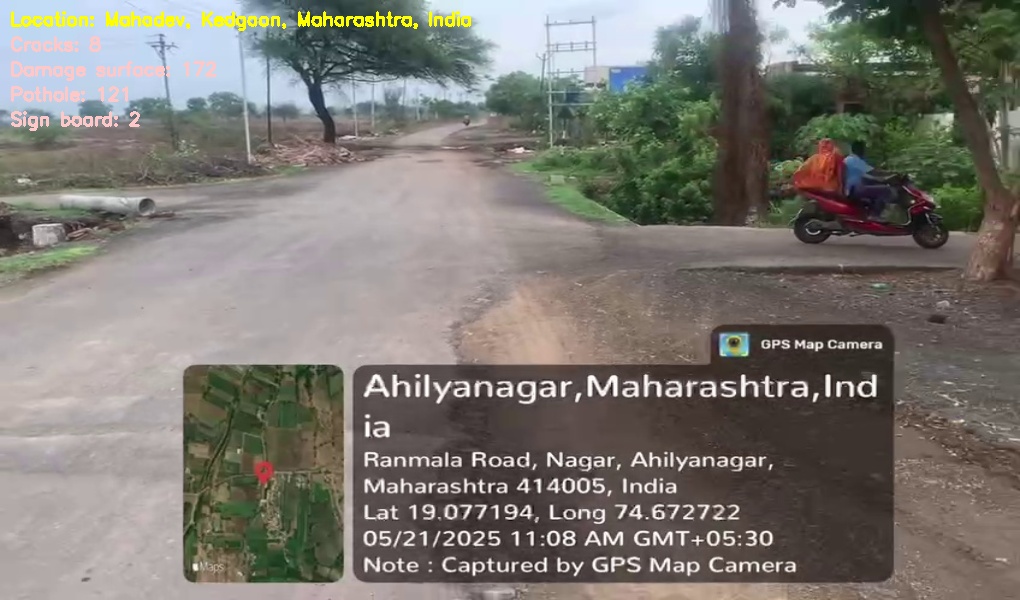 Location: Mahadev, Kedgaon, Maharashtra, India
Cracks: 8
Damage surface: 172
Pothole: 121
Sign board: 2
GPS Map Camera
Ahilyanagar,Maharashtra,Ind
ia
Ranmala Road, Nagar, Ahilyanagar,
Maharashtra 414005, India
Lat 19.077194, Long 74.672722
05/21/2025 11:08 AM GMT+05:30
Note : Captured by GPS Map Camera
Maps